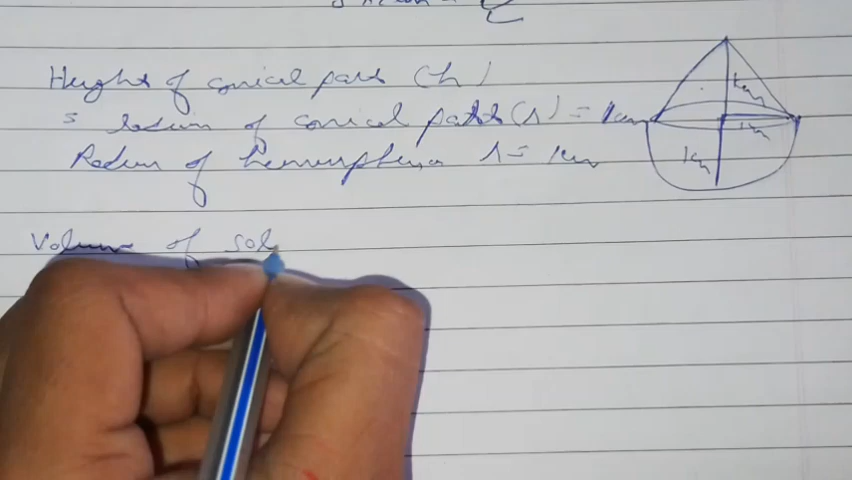 Height of conical part (h)
= Radius of conical part (r) = 1cm
Radius of hemisphere r = 1cm
Volume of sol
1cm
1cm
1cm